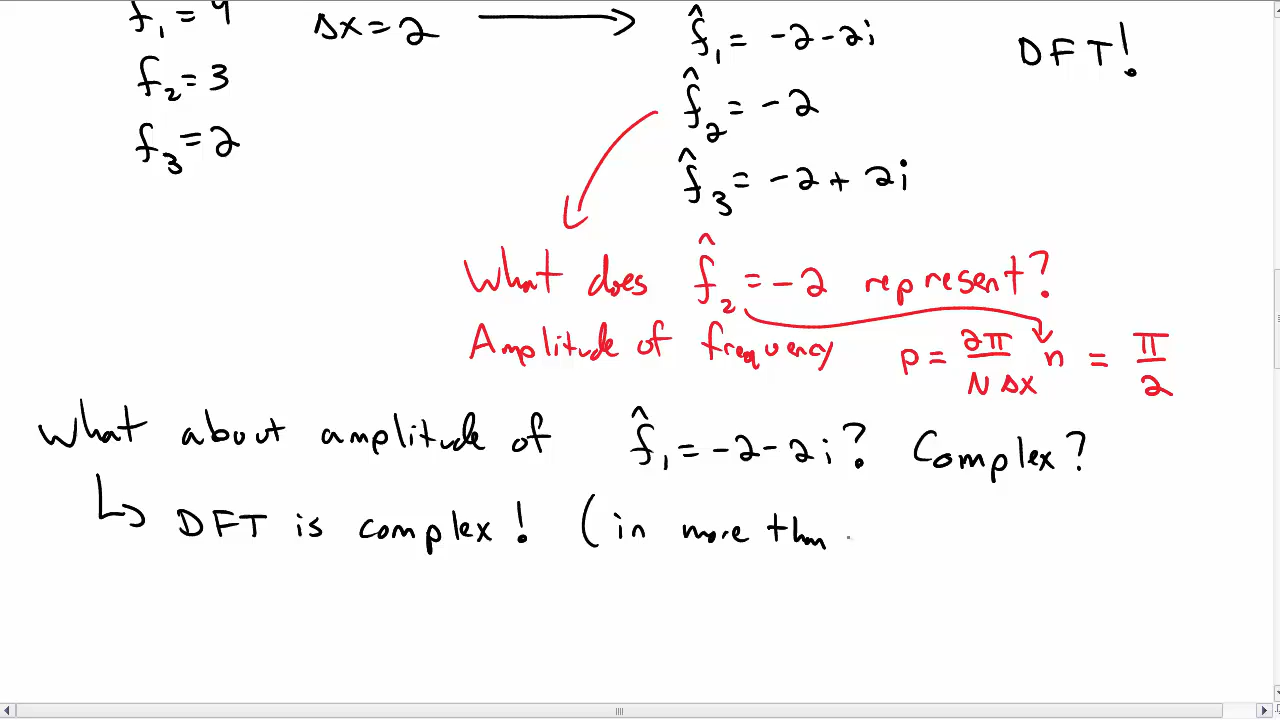 f₁ = 4 Δx = 2 ⟶ f̂₁ = -2-2i DFT!
f₂ = 3 f̂₂ = -2
f₃ = 2 f̂₃ = -2 + 2i
What does f̂₂ = -2 represent?
Amplitude of frequency p = 2π/NΔx n = π/2
What about amplitude of f̂₁ = -2-2i? Complex?
↳ DFT is complex! (in more than